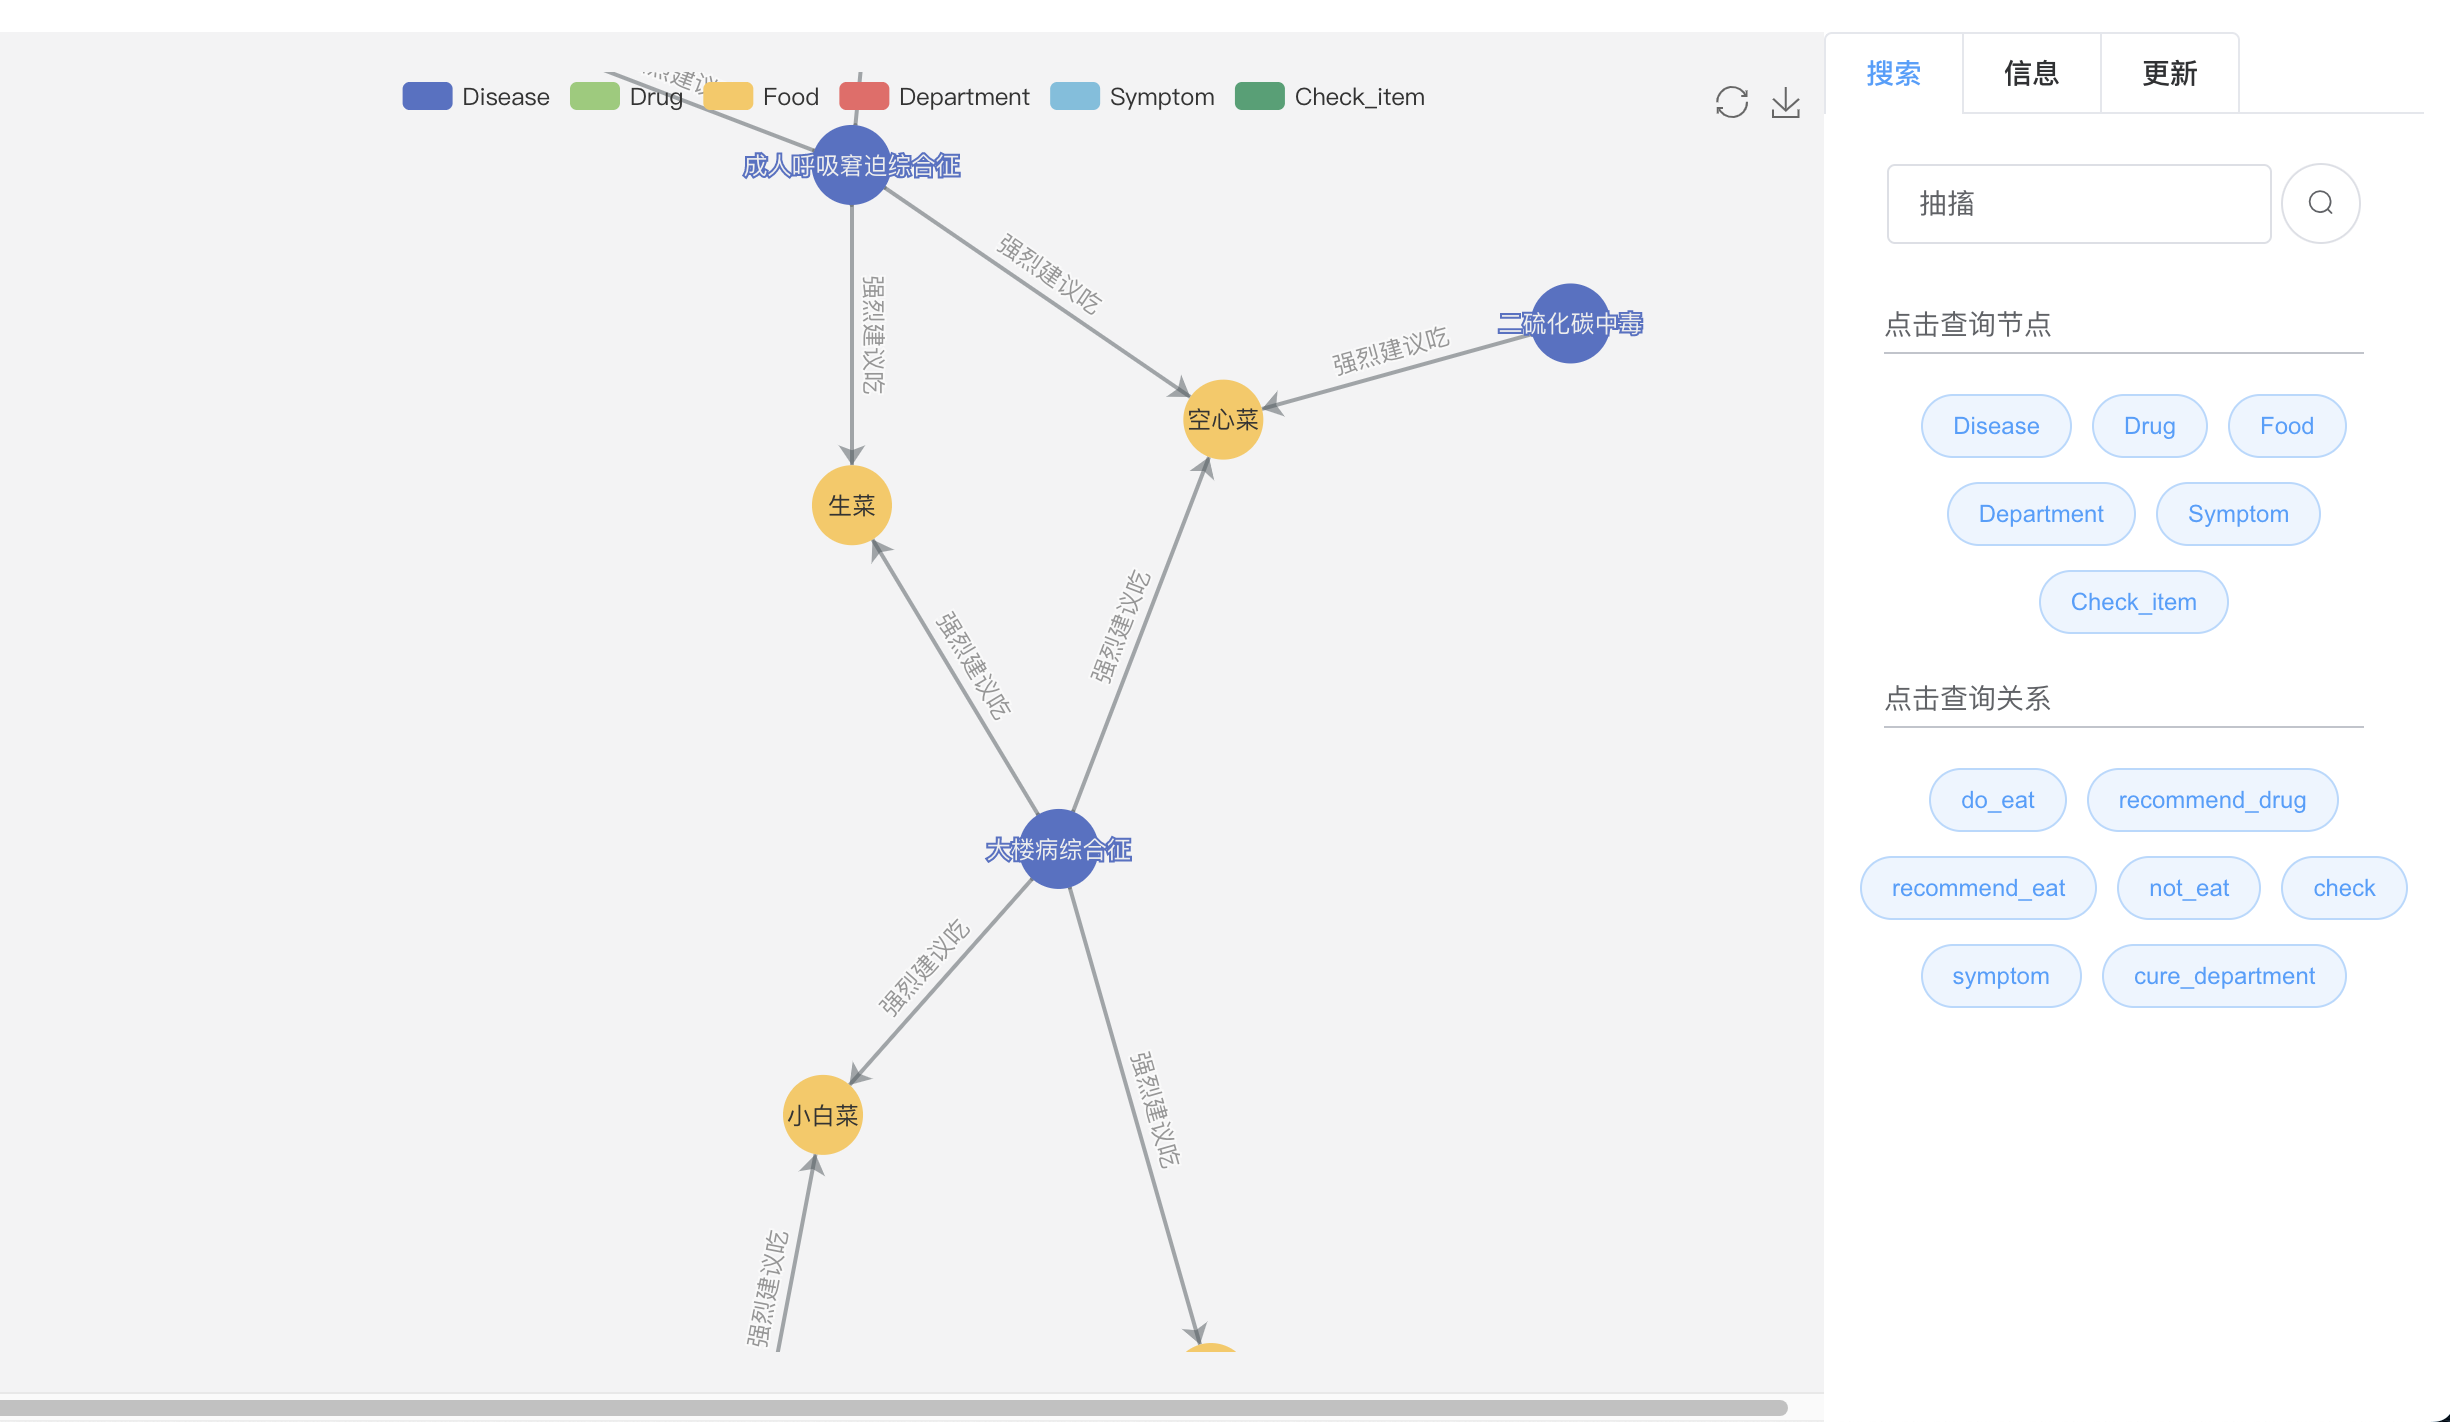 Disease Drug Food Department Symptom Check_item
强烈建议
成人呼吸窘迫综合征
强烈建议吃
强烈建议吃
二硫化碳中毒
强烈建议吃
空心菜
生菜
强烈建议吃
强烈建议吃
大楼病综合征
强烈建议吃
强烈建议吃
小白菜
强烈建议吃
搜索 信息 更新
抽搐
点击查询节点
Disease Drug Food
Department Symptom
Check_item
点击查询关系
do_eat recommend_drug
recommend_eat not_eat check
symptom cure_department